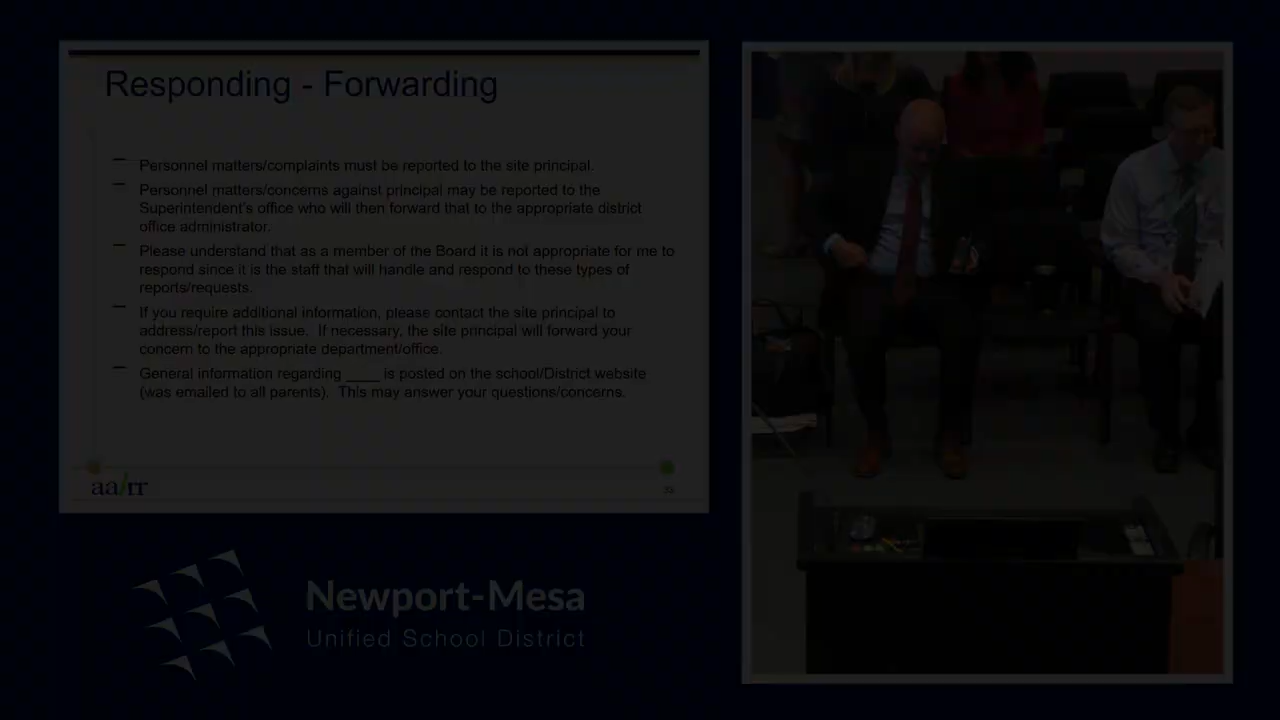 Responding - Forwarding
– Personnel matters/complaints must be reported to the site principal.
– Personnel matters/concerns against principal may be reported to the
Superintendent's office who will then forward that to the appropriate district
office administrator.
– Please understand that as a member of the Board it is not appropriate for me to
respond since it is the staff that will handle and respond to these types of
reports/requests.
– If you require additional information, please contact the site principal to
address/report this issue.  If necessary, the site principal will forward your
concern to the appropriate department/office.
– General information regarding ____ is posted on the school/District website
(was emailed to all parents).  This may answer your questions/concerns.
aalrr
Newport-Mesa
Unified School District